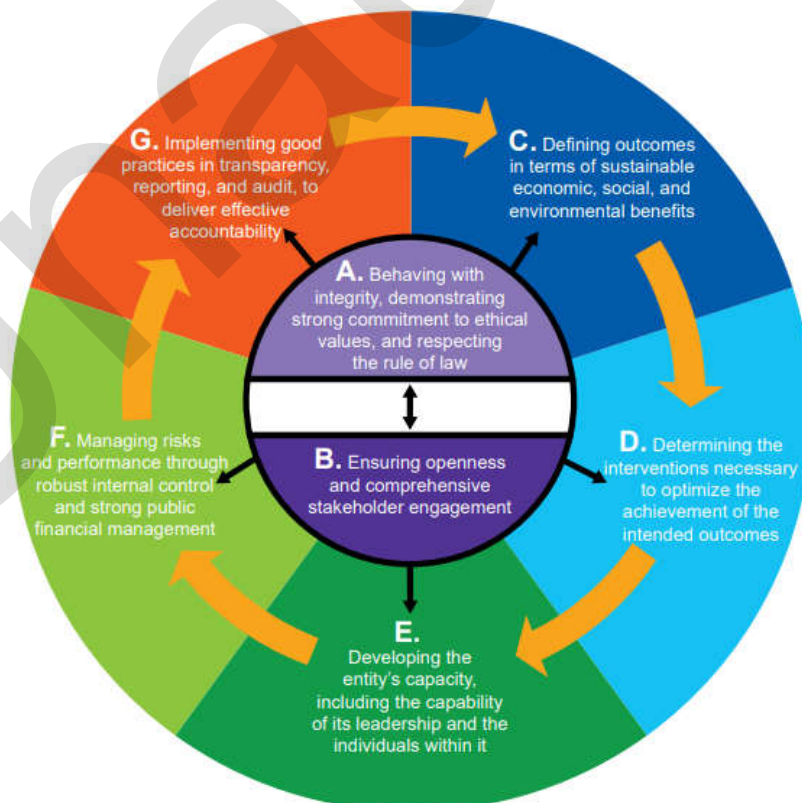 G. Implementing good
practices in transparency,
reporting, and audit, to
deliver effective
accountability
C. Defining outcomes
in terms of sustainable
economic, social, and
environmental benefits
A. Behaving with
integrity, demonstrating
strong commitment to ethical
values, and respecting
the rule of law
B. Ensuring openness
and comprehensive
stakeholder engagement
F. Managing risks
and performance through
robust internal control
and strong public
financial management
D. Determining the
interventions necessary
to optimize the
achievement of the
intended outcomes
E.
Developing the
entity's capacity,
including the capability
of its leadership and the
individuals within it